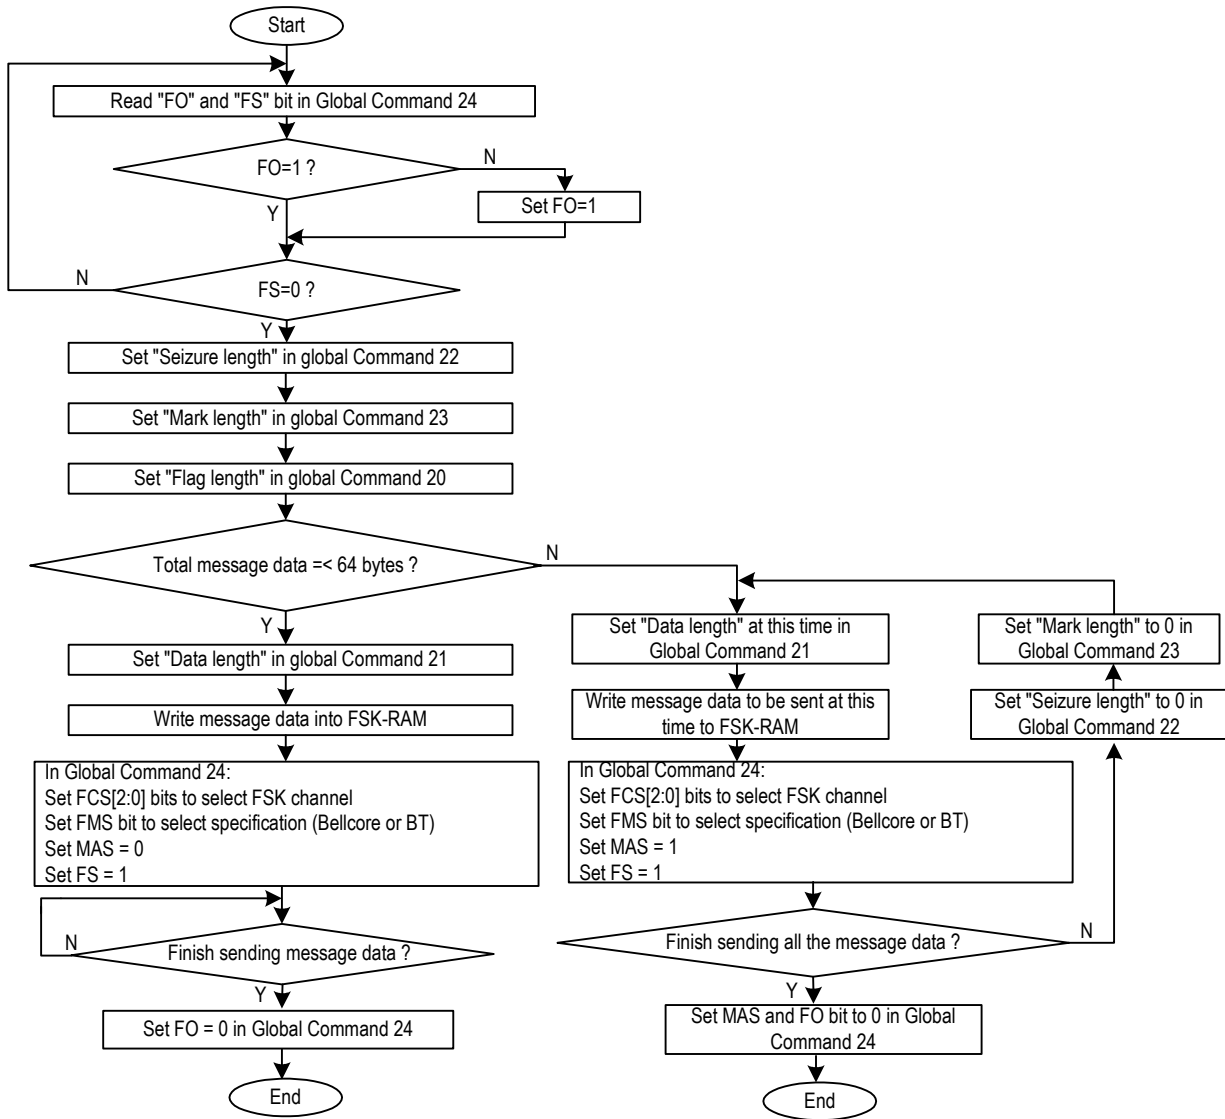 Start
Read "FO" and "FS" bit in Global Command 24
FO=1 ?
N
Set FO=1
Y
N
FS=0 ?
Y
Set "Seizure length" in global Command 22
Set "Mark length" in global Command 23
Set "Flag length" in global Command 20
Total message data =< 64 bytes ?
N
Y
Set "Data length" in global Command 21
Write message data into FSK-RAM
In Global Command 24:
Set FCS[2:0] bits to select FSK channel
Set FMS bit to select specification (Bellcore or BT)
Set MAS = 0
Set FS = 1
N
Finish sending message data ?
Y
Set FO = 0 in Global Command 24
End
Set "Data length" at this time in
Global Command 21
Write message data to be sent at this
time to FSK-RAM
In Global Command 24:
Set FCS[2:0] bits to select FSK channel
Set FMS bit to select specification (Bellcore or BT)
Set MAS = 1
Set FS = 1
Finish sending all the message data ?
N
Y
Set MAS and FO bit to 0 in Global
Command 24
End
Set "Mark length" to 0 in
Global Command 23
Set "Seizure length" to 0 in
Global Command 22